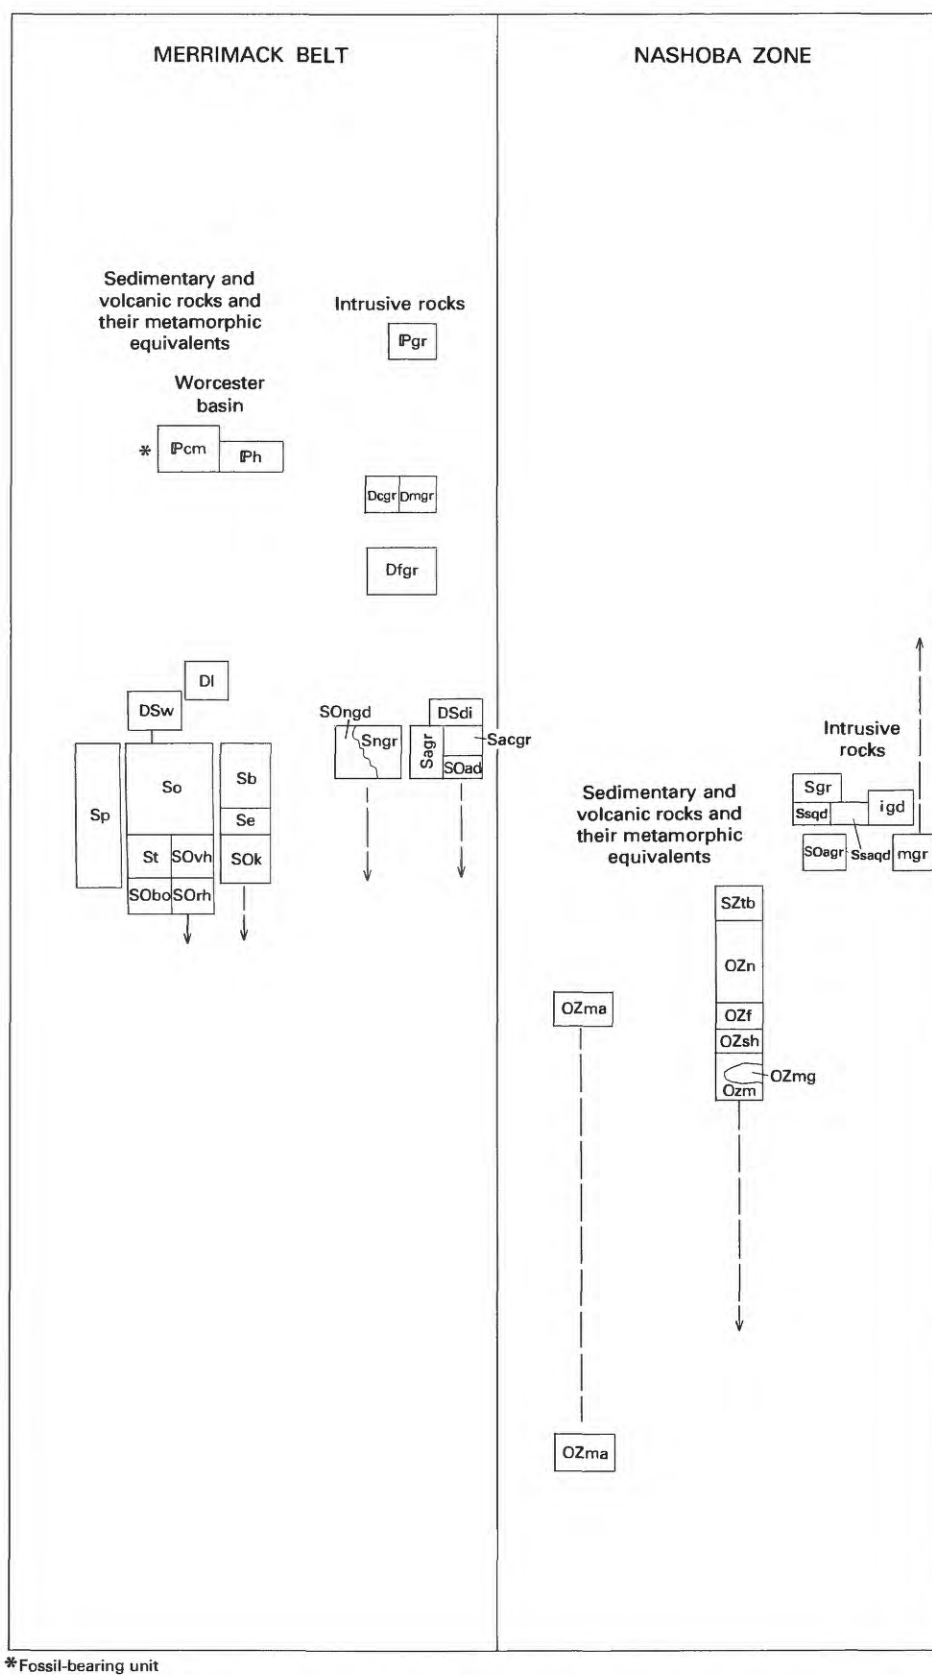 MERRIMACK BELT
Sedimentary and
volcanic rocks and
their metamorphic
equivalents
Intrusive rocks
ℙgr
Worcester
basin
*
ℙcm
ℙh
Dcgr
Dmgr
Dfgr
Dl
DSw
SOngd
DSdi
Sngr
Sagr
Sacgr
SOad
Sp
So
Sb
Se
St
SOvh
SOk
SObo
SOrh
NASHOBA ZONE
Intrusive
rocks
Sedimentary and
volcanic rocks and
their metamorphic
equivalents
Sgr
igd
Ssqd
SOagr
Ssaqd
mgr
SZtb
OZn
OZma
OZf
OZsh
OZmg
Ozm
OZma
*Fossil-bearing unit